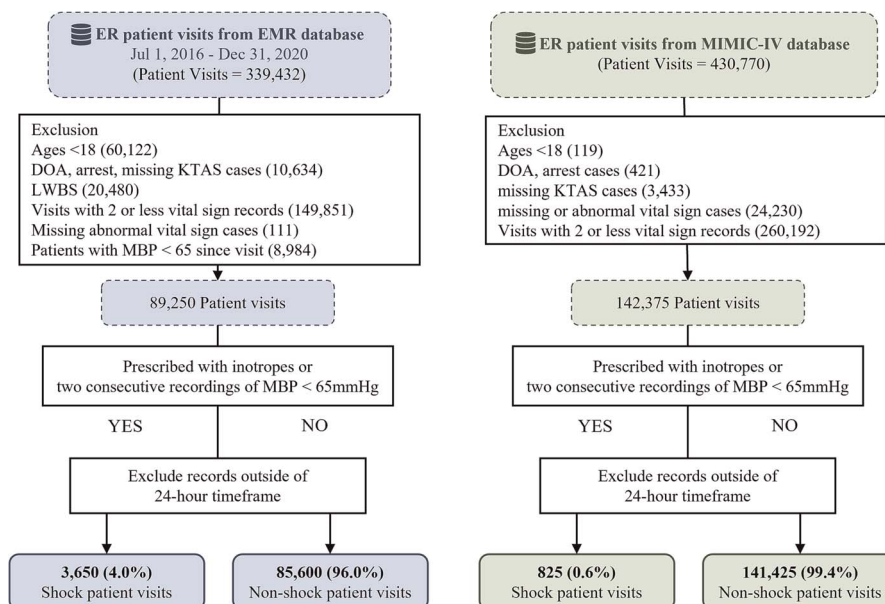 ER patient visits from EMR database
Jul 1, 2016 - Dec 31, 2020
(Patient Visits = 339,432)
Exclusion
Ages <18 (60,122)
DOA, arrest, missing KTAS cases (10,634)
LWBS (20,480)
Visits with 2 or less vital sign records (149,851)
Missing abnormal vital sign cases (111)
Patients with MBP < 65 since visit (8,984)
89,250 Patient visits
Prescribed with inotropes or
two consecutive recordings of MBP < 65mmHg
YES
NO
Exclude records outside of
24-hour timeframe
3,650 (4.0%)
Shock patient visits
85,600 (96.0%)
Non-shock patient visits
ER patient visits from MIMIC-IV database
(Patient Visits = 430,770)
Exclusion
Ages <18 (119)
DOA, arrest cases (421)
missing KTAS cases (3,433)
missing or abnormal vital sign cases (24,230)
Visits with 2 or less vital sign records (260,192)
142,375 Patient visits
Prescribed with inotropes or
two consecutive recordings of MBP < 65mmHg
YES
NO
Exclude records outside of
24-hour timeframe
825 (0.6%)
Shock patient visits
141,425 (99.4%)
Non-shock patient visits